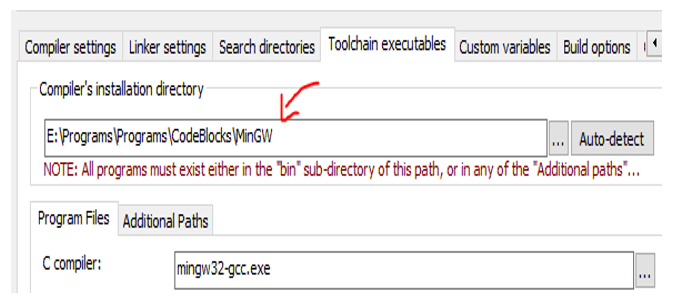 Compiler settings Linker settings Search directories Toolchain executables Custom variables Build options
Compiler's installation directory
E:\Programs\Programs\CodeBlocks\MinGW ... Auto-detect
NOTE: All programs must exist either in the "bin" sub-directory of this path, or in any of the "Additional paths"...
Program Files Additional Paths
C compiler: mingw32-gcc.exe ...